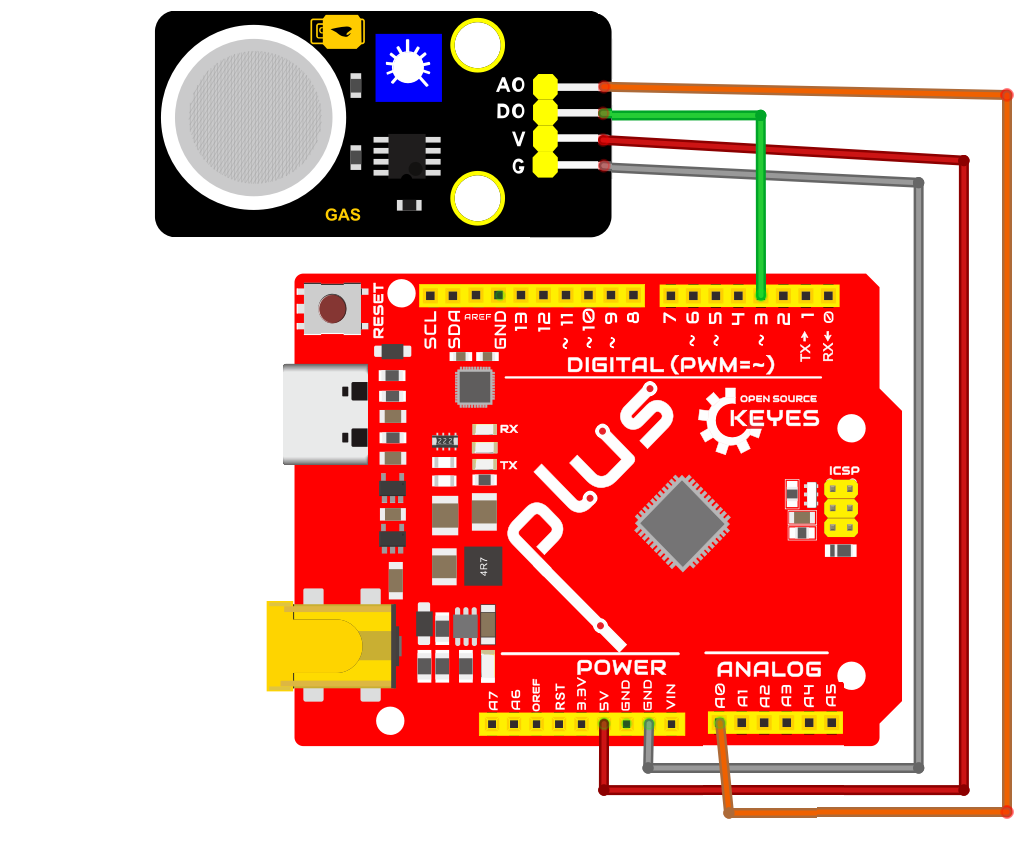 AO
DO
V
G
GAS
RESET
SCL
SDA
AREF
GND
13
12
~11
~10
~9
8
7
~6
~5
4
~3
2
TX→1
RX←0
DIGITAL (PWM=~)
OPEN SOURCE
KEYES
RX
222
TX
plus
ICSP
4R7
POWER
ANALOG
A7
A6
OREF
RST
3.3V
5V
GND
GND
VIN
A0
A1
A2
A3
A4
A5